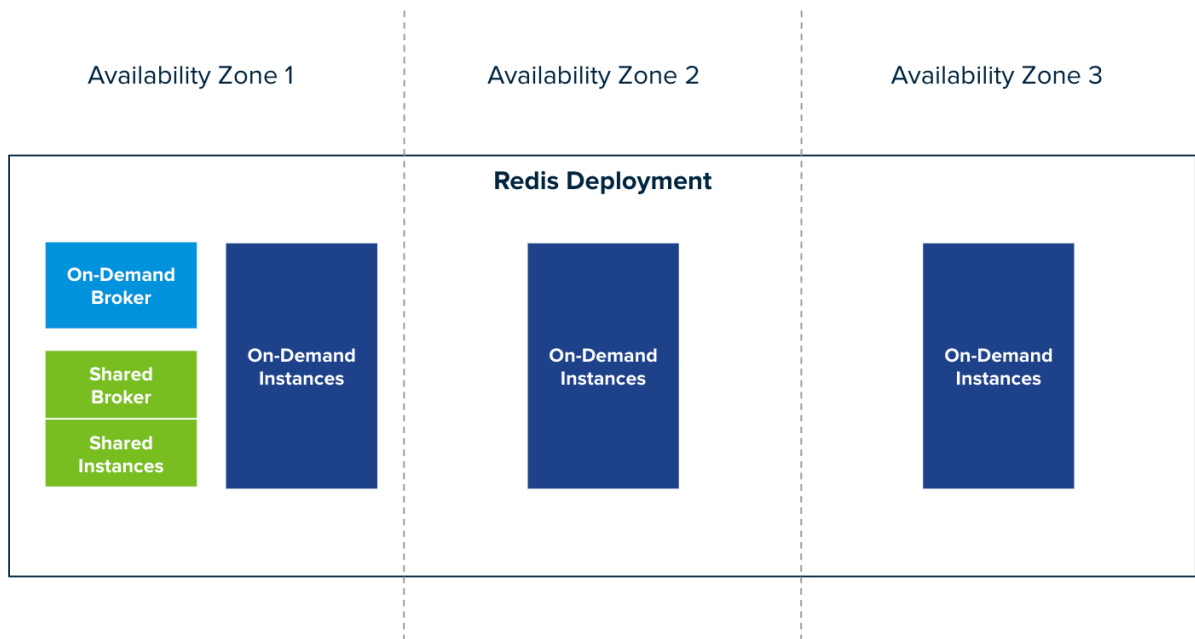 Availability Zone 1
Availability Zone 2
Availability Zone 3
Redis Deployment
On-Demand
Broker
Shared
Broker
Shared
Instances
On-Demand
Instances
On-Demand
Instances
On-Demand
Instances